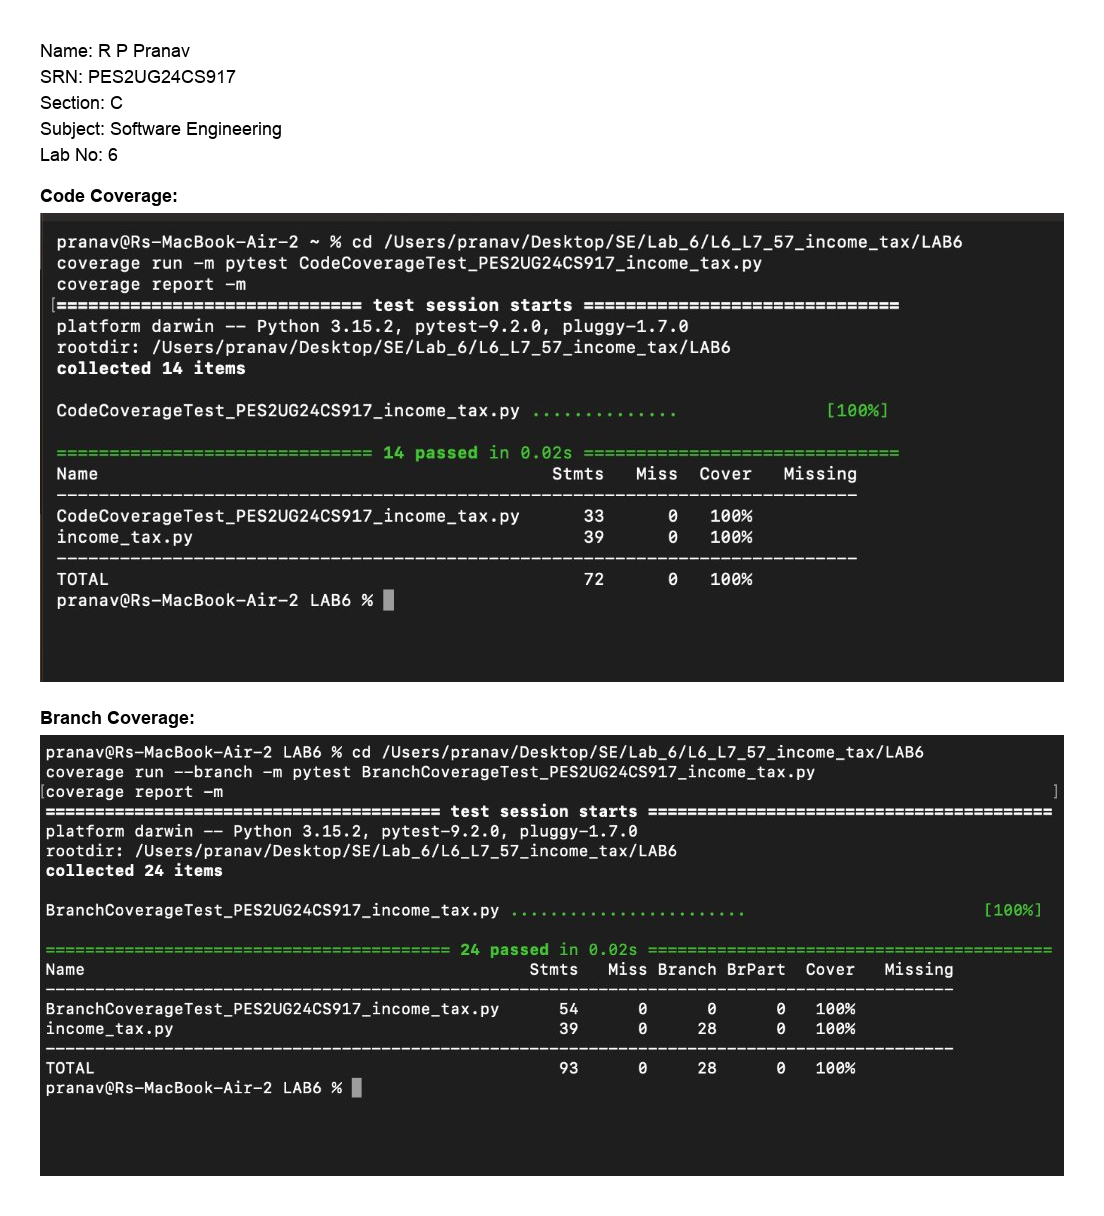 Name: R P Pranav
SRN: PES2UG24CS917
Section: C
Subject: Software Engineering
Lab No: 6
Code Coverage:
pranav@Rs-MacBook-Air-2 ~ % cd /Users/pranav/Desktop/SE/Lab_6/L6_L7_57_income_tax/LAB6
coverage run -m pytest CodeCoverageTest_PES2UG24CS917_income_tax.py
coverage report -m
[============================= test session starts ==============================
platform darwin -- Python 3.15.2, pytest-9.2.0, pluggy-1.7.0
rootdir: /Users/pranav/Desktop/SE/Lab_6/L6_L7_57_income_tax/LAB6
collected 14 items
CodeCoverageTest_PES2UG24CS917_income_tax.py .............. [100%]
============================== 14 passed in 0.02s ==============================
Name Stmts Miss Cover Missing
----------------------------------------------------------------------------
CodeCoverageTest_PES2UG24CS917_income_tax.py 33 0 100%
income_tax.py 39 0 100%
----------------------------------------------------------------------------
TOTAL 72 0 100%
pranav@Rs-MacBook-Air-2 LAB6 %
Branch Coverage:
pranav@Rs-MacBook-Air-2 LAB6 % cd /Users/pranav/Desktop/SE/Lab_6/L6_L7_57_income_tax/LAB6
coverage run --branch -m pytest BranchCoverageTest_PES2UG24CS917_income_tax.py
[coverage report -m ]
======================================== test session starts =========================================
platform darwin -- Python 3.15.2, pytest-9.2.0, pluggy-1.7.0
rootdir: /Users/pranav/Desktop/SE/Lab_6/L6_L7_57_income_tax/LAB6
collected 24 items
BranchCoverageTest_PES2UG24CS917_income_tax.py ........................ [100%]
========================================= 24 passed in 0.02s =========================================
Name Stmts Miss Branch BrPart Cover Missing
--------------------------------------------------------------------------------------------
BranchCoverageTest_PES2UG24CS917_income_tax.py 54 0 0 0 100%
income_tax.py 39 0 28 0 100%
--------------------------------------------------------------------------------------------
TOTAL 93 0 28 0 100%
pranav@Rs-MacBook-Air-2 LAB6 %